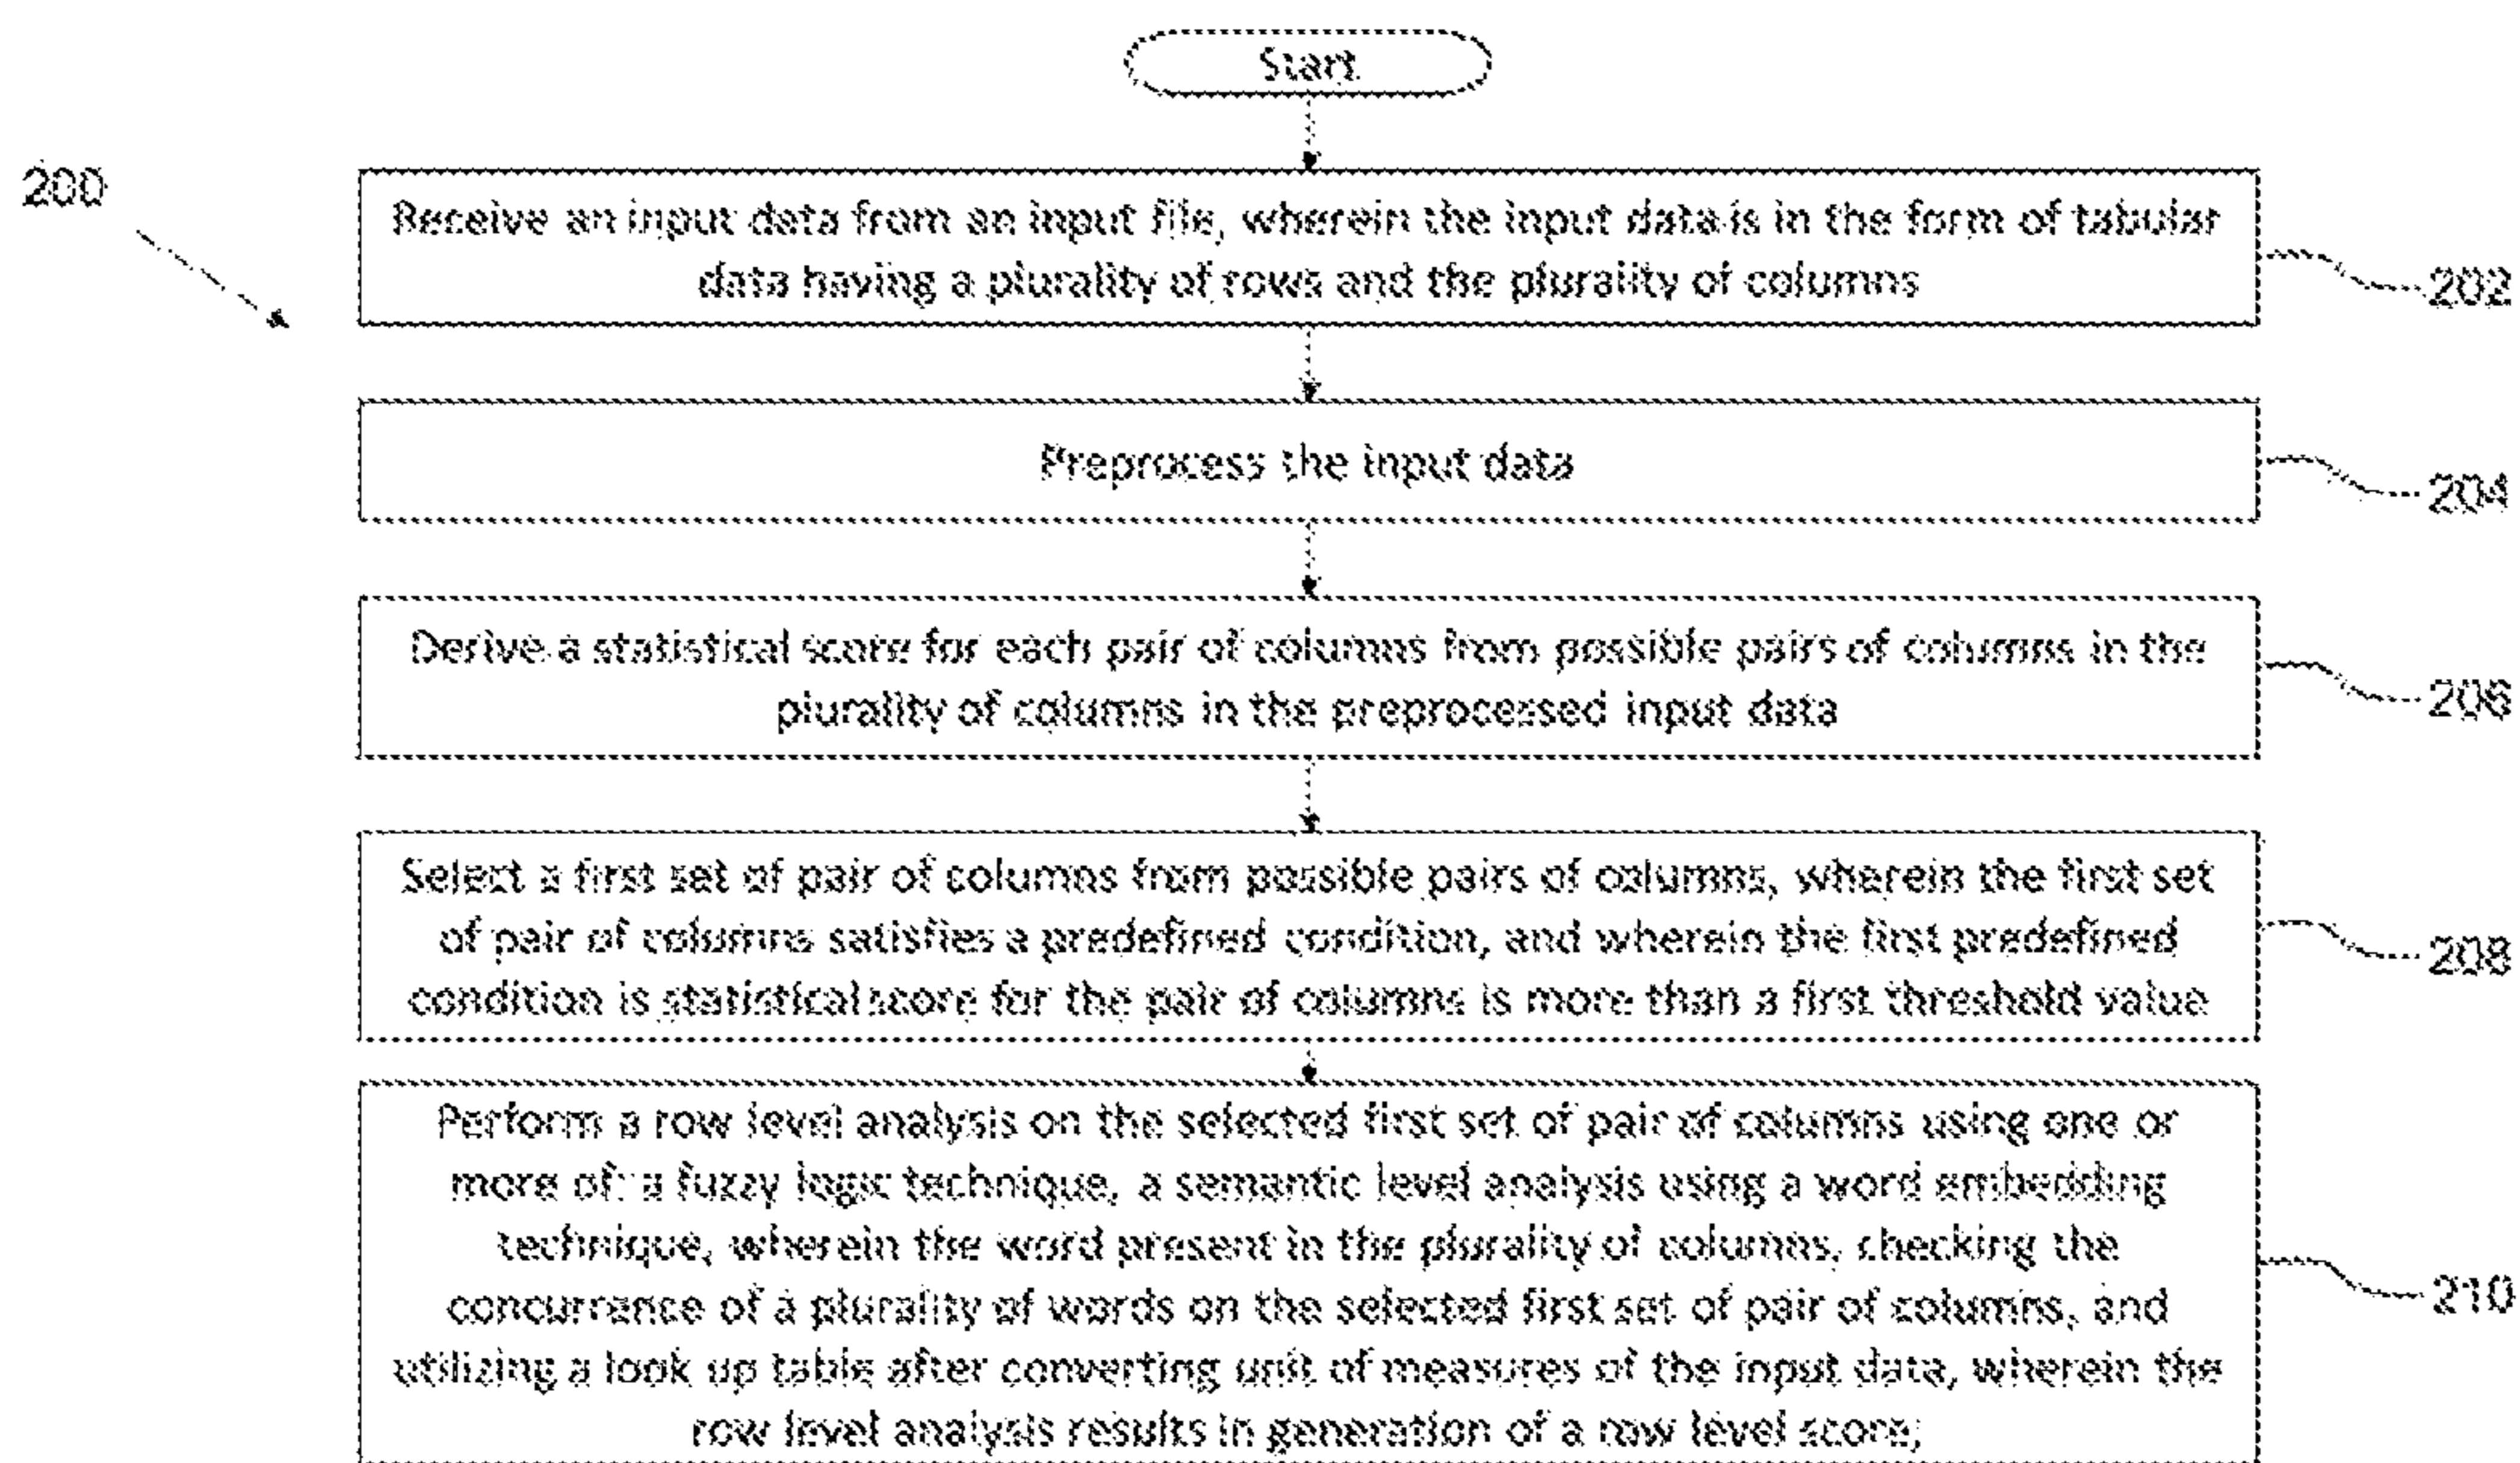 Start
200
Receive an input data from an input file, wherein the input data is in the form of tabular
data having a plurality of rows and the plurality of columns
202
Preprocess the input data
204
Derive a statistical score for each pair of columns from possible pairs of columns in the
plurality of columns in the preprocessed input data
206
Select a first set of pair of columns from possible pairs of columns, wherein the first set
of pair of columns satisfies a predefined condition, and wherein the first predefined
condition is statistical score for the pair of columns is more than a first threshold value
208
Perform a row level analysis on the selected first set of pair of columns using one or
more of: a fuzzy logic technique, a semantic level analysis using a word embedding
technique, wherein the word present in the plurality of columns, checking the
concurrence of a plurality of words on the selected first set of pair of columns, and
utilizing a look up table after converting unit of measures of the input data, wherein the
row level analysis results in generation of a row level score;
210